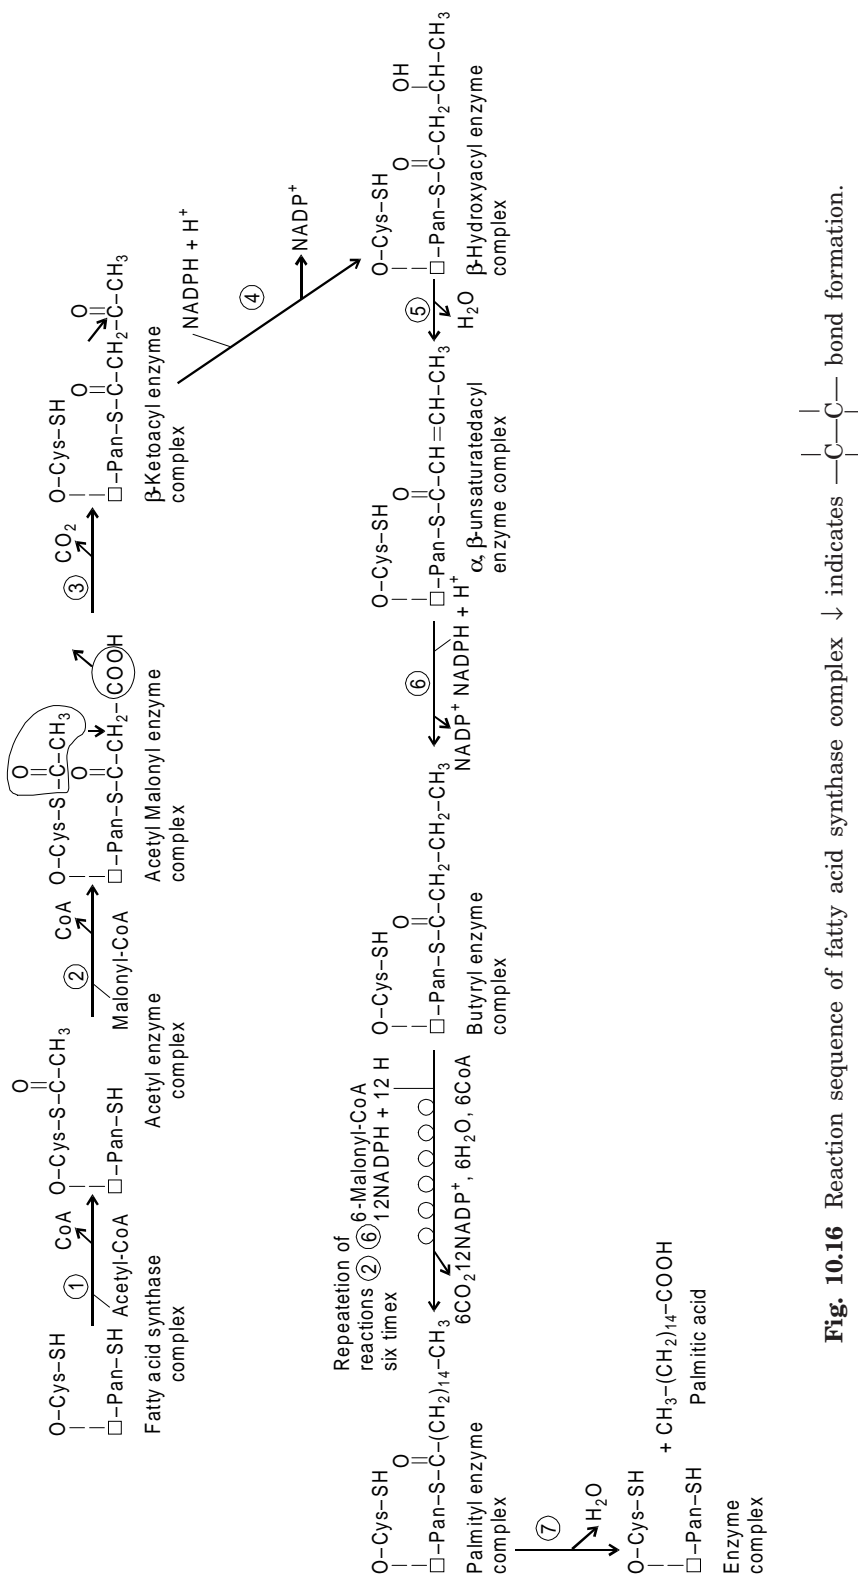 O–Cys–SH
□–Pan–SH
Fatty acid synthase
complex
①
Acetyl-CoA
CoA
O
O–Cys–S–C–CH₃
□–Pan–SH
Acetyl enzyme
complex
②
Malonyl-CoA
CoA
O
O–Cys–S–C–CH₃
O
□–Pan–S–C–CH₂–COOH
Acetyl Malonyl enzyme
complex
③
CO₂
O–Cys–SH
O O
□–Pan–S–C–CH₂–C–CH₃
β-Ketoacyl enzyme
complex
NADPH + H⁺
④
NADP⁺
O–Cys–SH
O OH
□–Pan–S–C–CH₂–CH–CH₃
β-Hydroxyacyl enzyme
complex
⑤
H₂O
O–Cys–SH
O
□–Pan–S–C–CH=CH–CH₃
α, β-unsaturatedacyl
enzyme complex
⑥
NADP⁺ NADPH + H⁺
O–Cys–SH
O
□–Pan–S–C–CH₂–CH₂–CH₃
Butyryl enzyme
complex
Repeatetion of
reactions ② ⑥
six timex
6-Malonyl-CoA
12NADPH + 12 H
6CO₂12NADP⁺, 6H₂O, 6CoA
O–Cys–SH
O
□–Pan–S–C–(CH₂)₁₄–CH₃
Palmityl enzyme
complex
⑦
H₂O
O–Cys–SH
□–Pan–SH
Enzyme
complex
+ CH₃–(CH₂)₁₄–COOH
Palmitic acid
Fig. 10.16 Reaction sequence of fatty acid synthase complex ↓ indicates —C—C— bond formation.